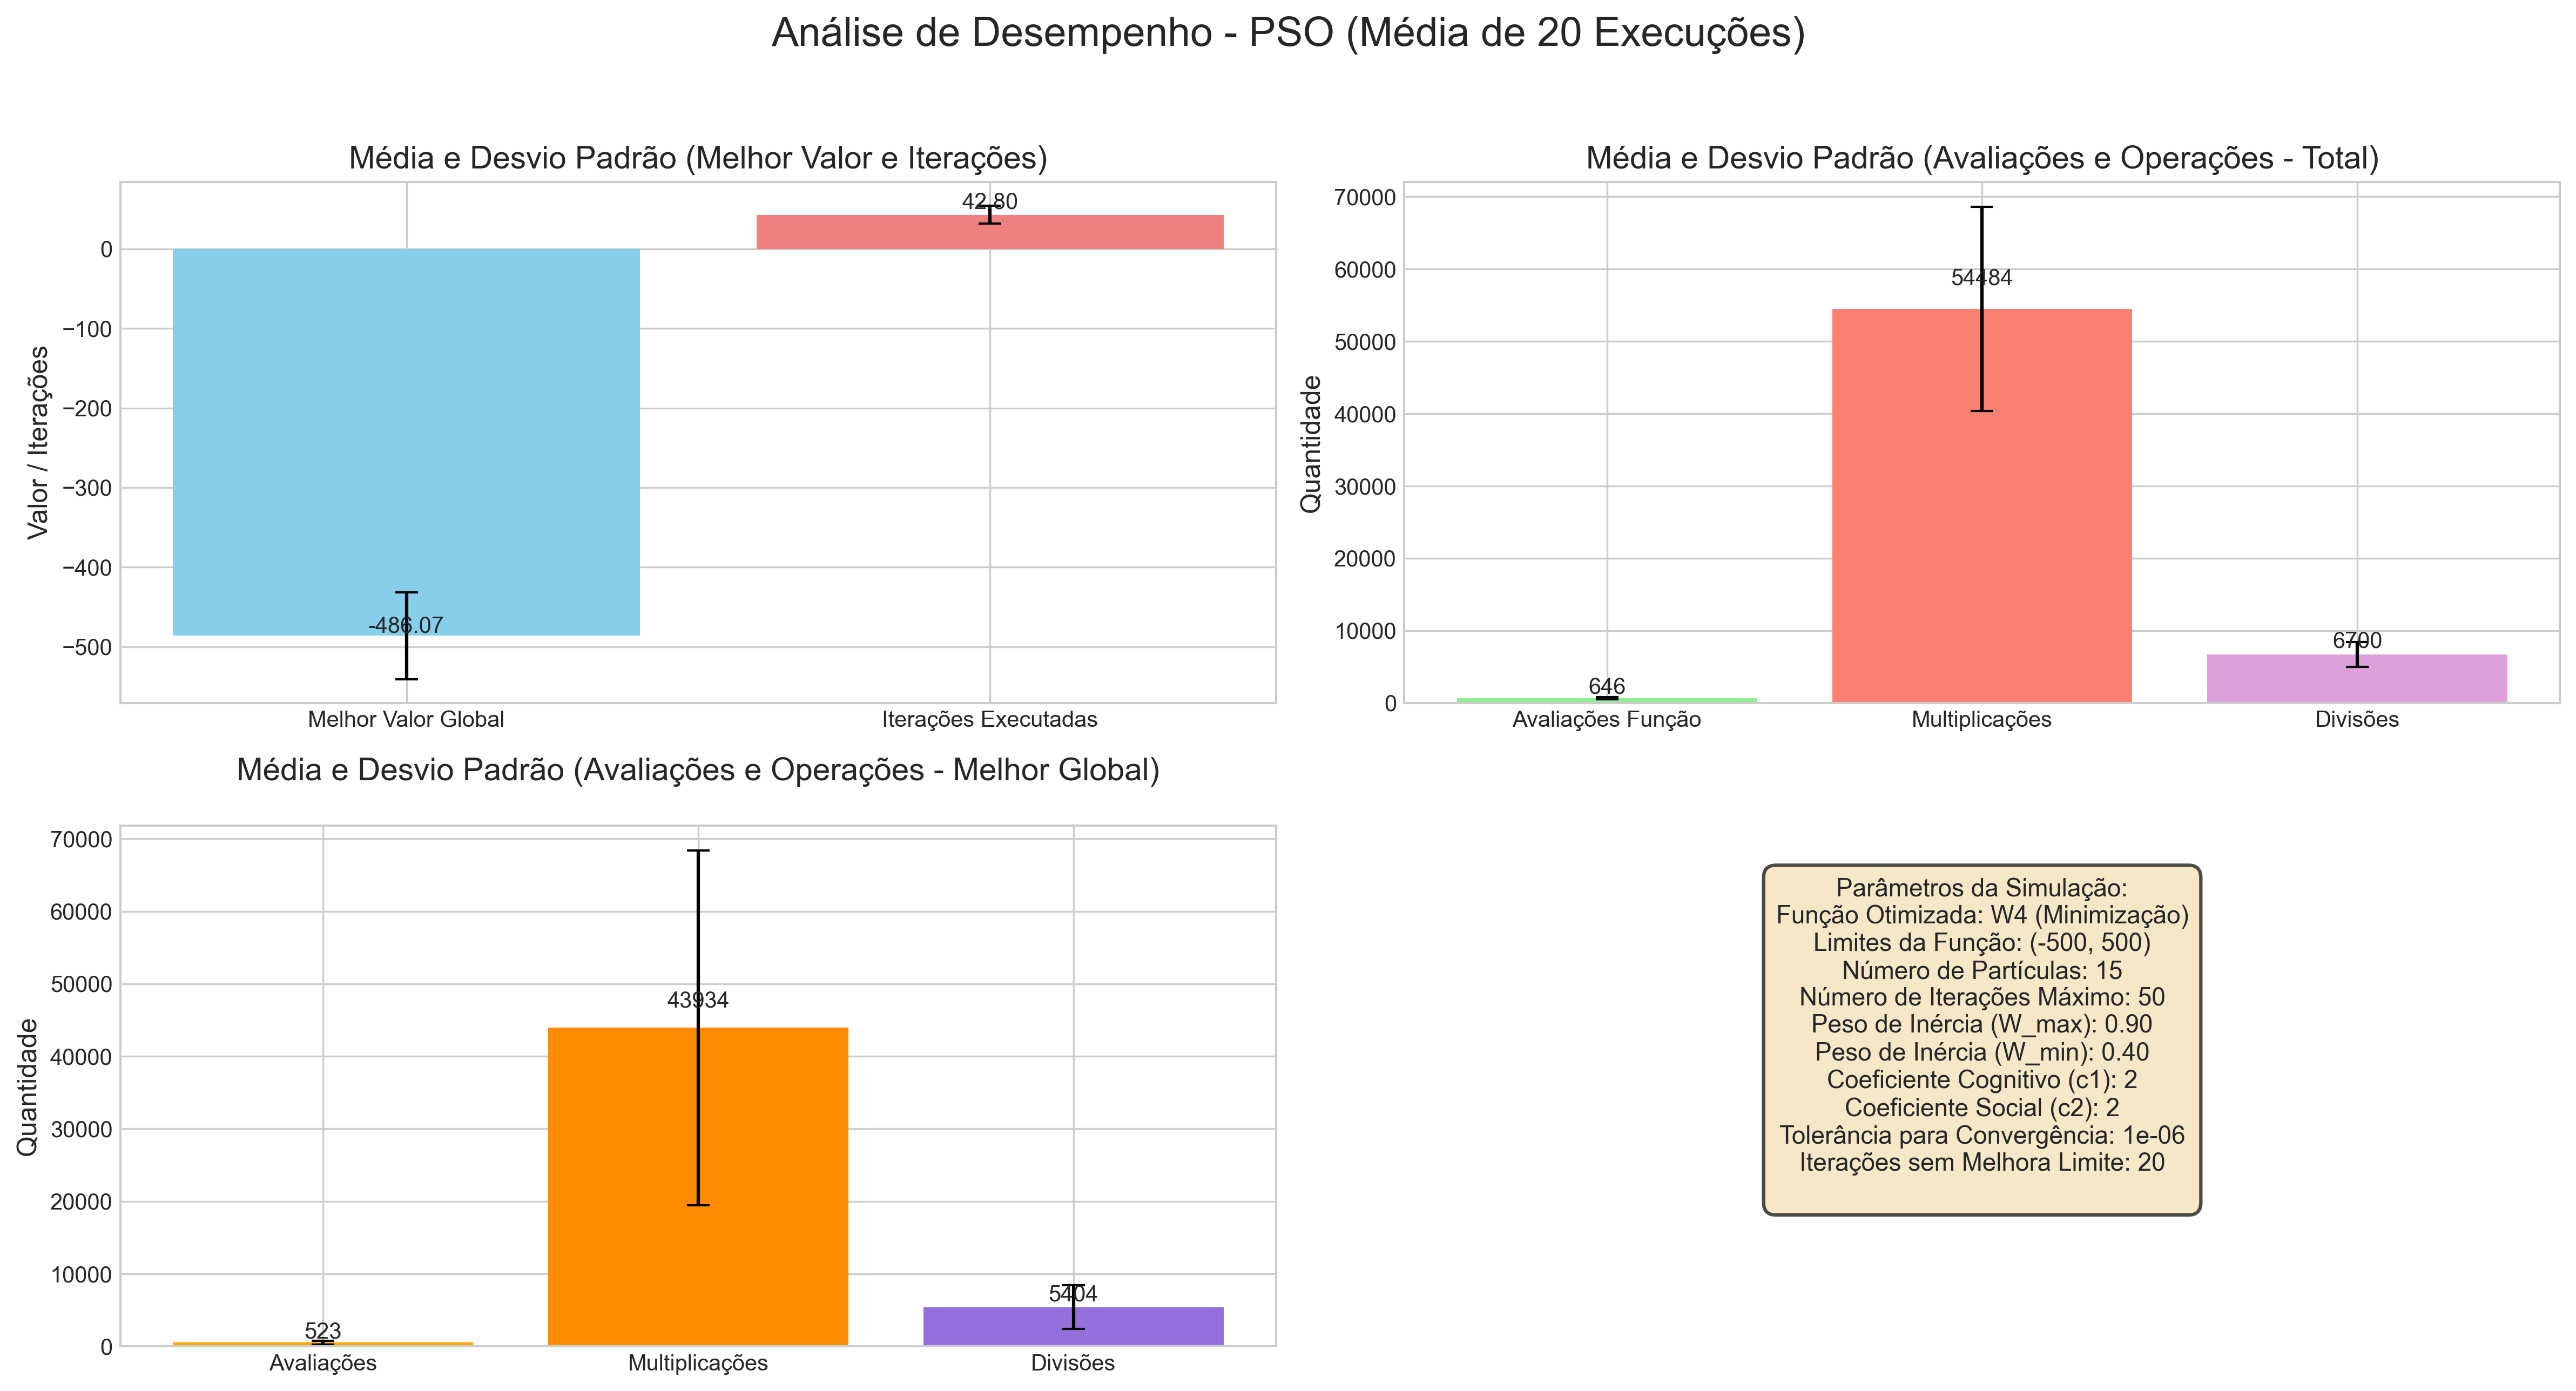 Análise de Desempenho - PSO (Média de 20 Execuções)
Média e Desvio Padrão (Melhor Valor e Iterações)
Valor / Iterações
0
−100
−200
−300
−400
−500
-486.07
42.80
Melhor Valor Global
Iterações Executadas
Média e Desvio Padrão (Avaliações e Operações - Total)
Quantidade
70000
60000
50000
40000
30000
20000
10000
0
646
54484
6700
Avaliações Função
Multiplicações
Divisões
Média e Desvio Padrão (Avaliações e Operações - Melhor Global)
Quantidade
70000
60000
50000
40000
30000
20000
10000
0
523
43934
5404
Avaliações
Multiplicações
Divisões
Parâmetros da Simulação:
Função Otimizada: W4 (Minimização)
Limites da Função: (-500, 500)
Número de Partículas: 15
Número de Iterações Máximo: 50
Peso de Inércia (W_max): 0.90
Peso de Inércia (W_min): 0.40
Coeficiente Cognitivo (c1): 2
Coeficiente Social (c2): 2
Tolerância para Convergência: 1e-06
Iterações sem Melhora Limite: 20